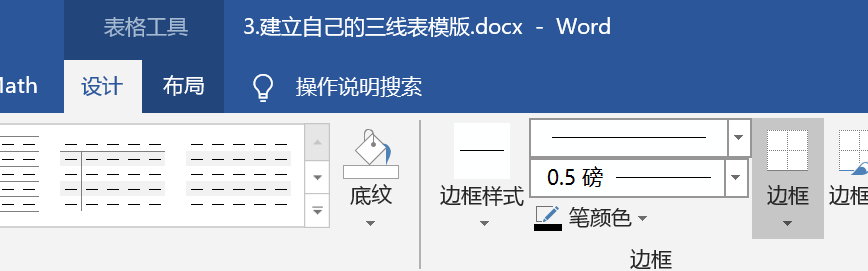 表格工具 3.建立自己的三线表模版.docx - Word
Math 设计 布局 操作说明搜索
0.5 磅
底纹 边框样式 笔颜色 边框 边框
边框